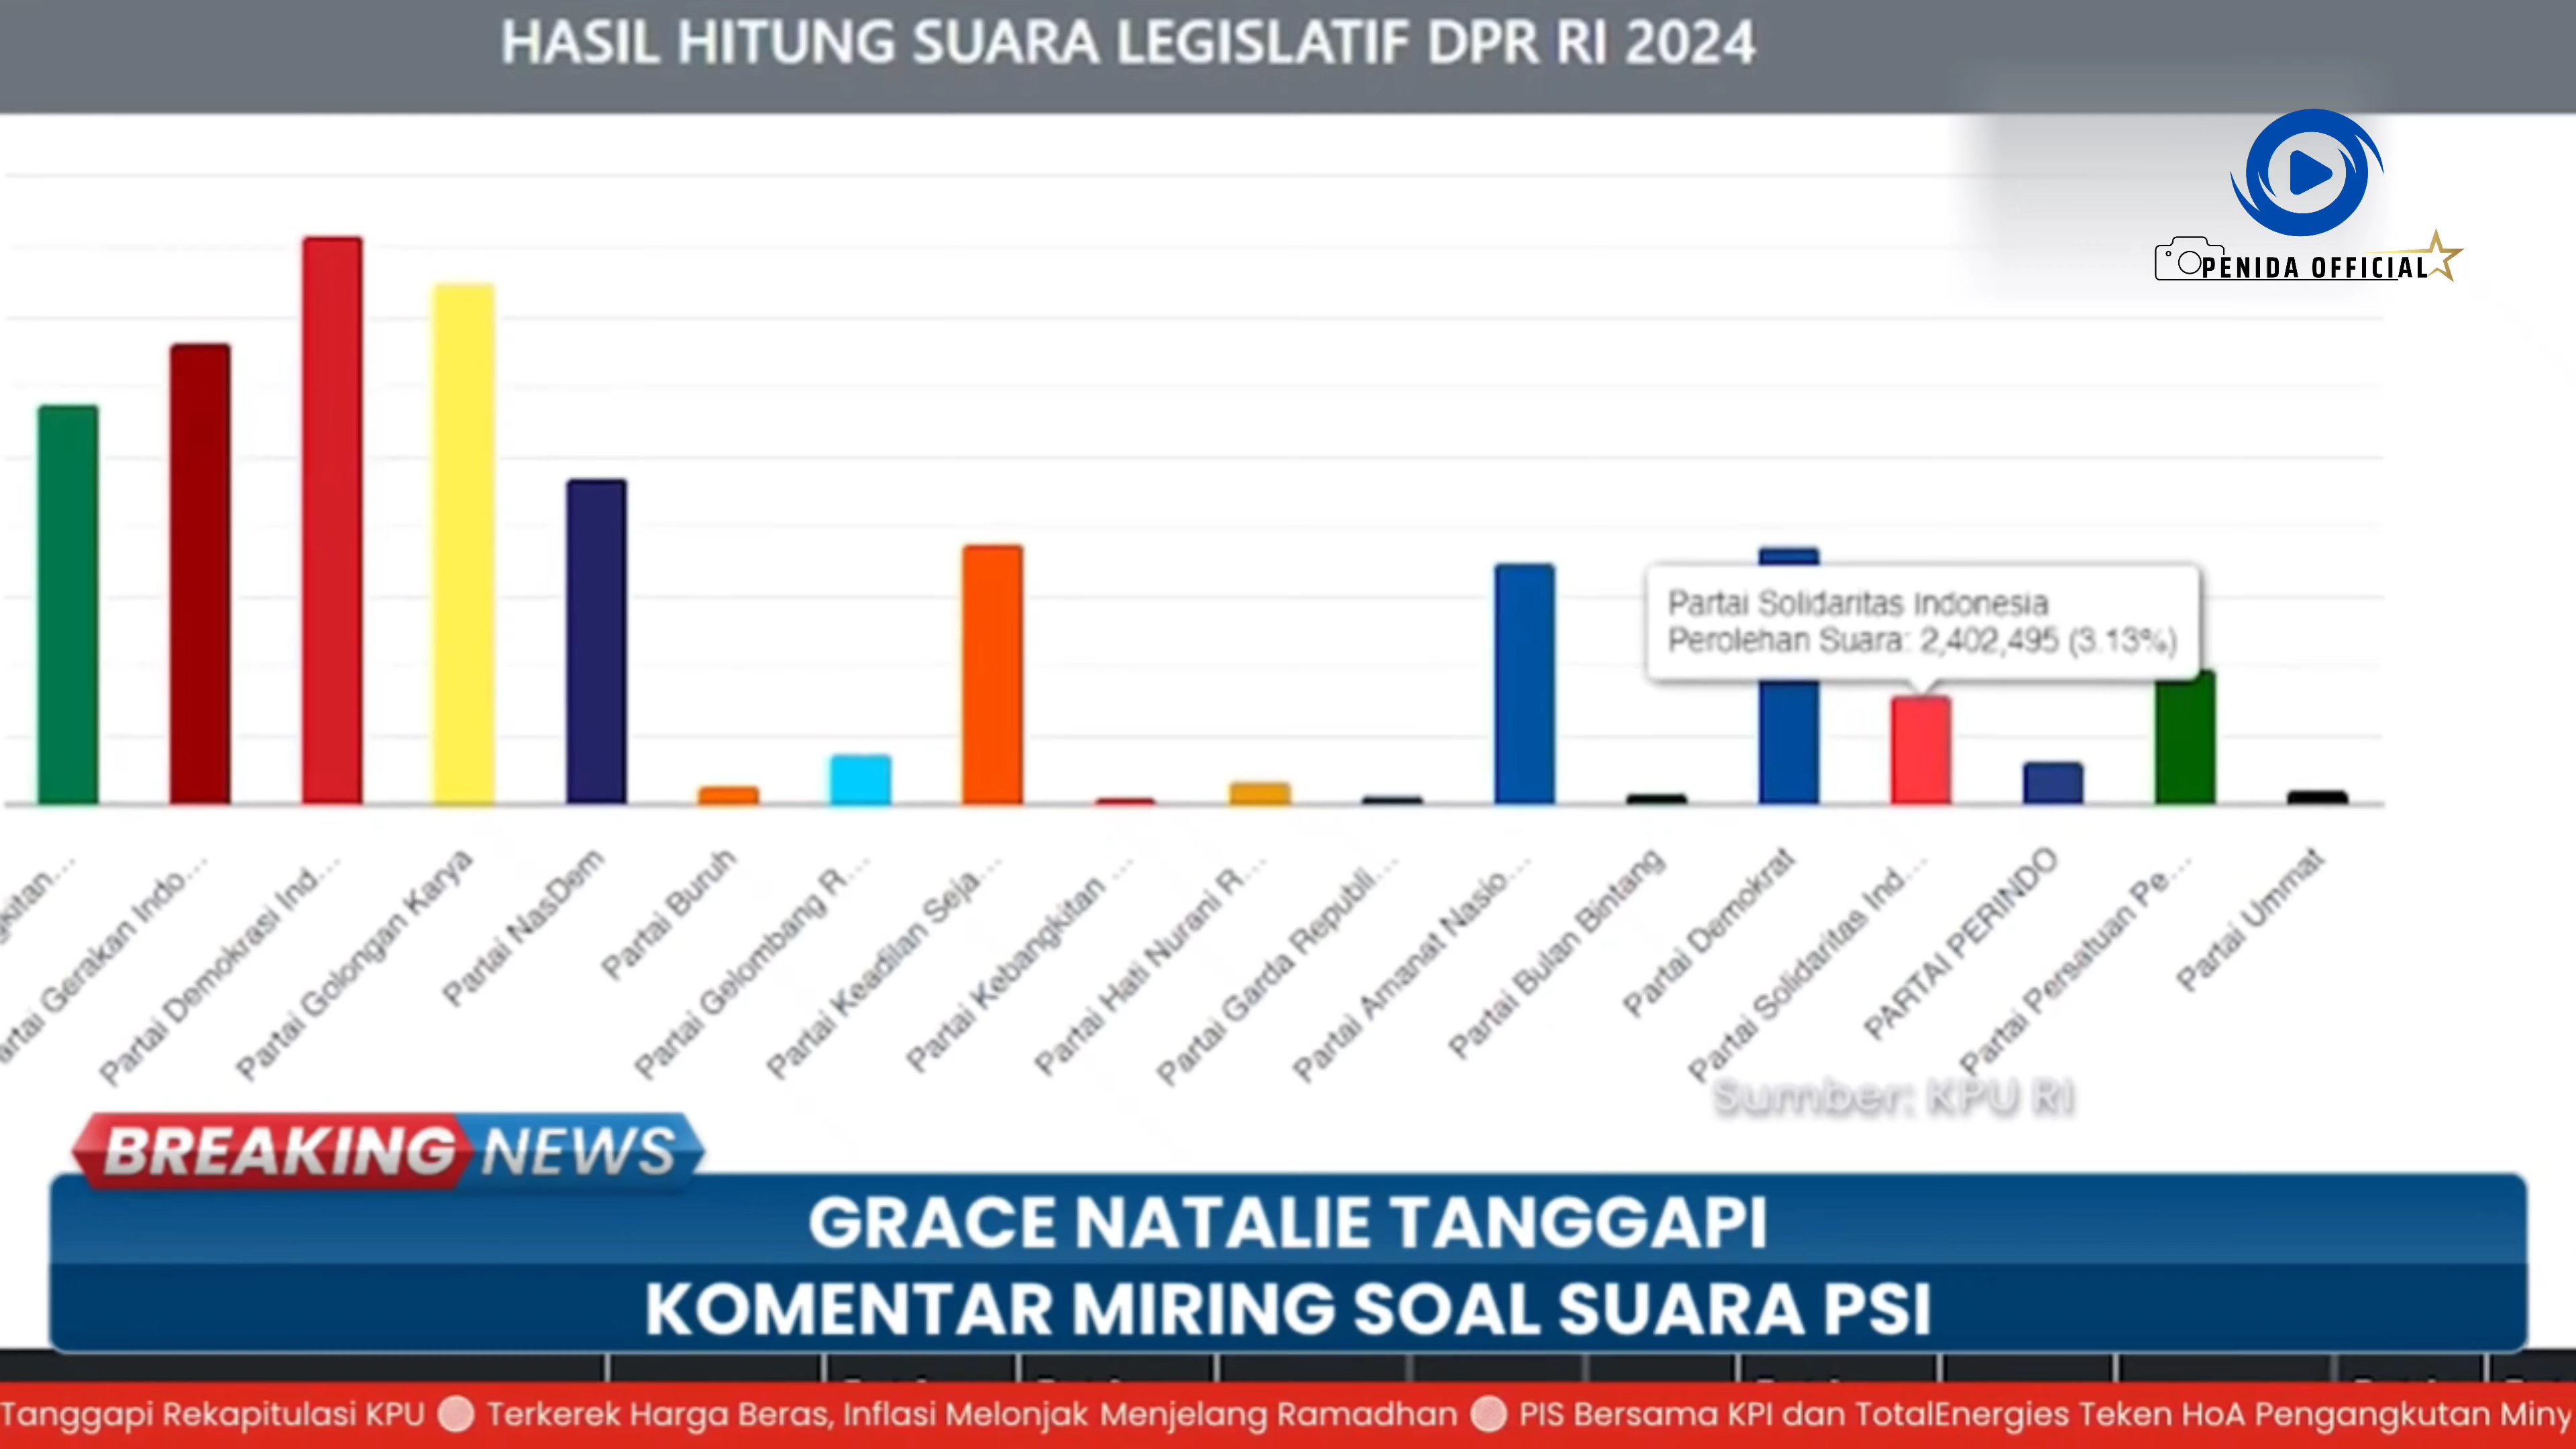 HASIL HITUNG SUARA LEGISLATIF DPR RI 2024
PENIDA OFFICIAL
Partai Solidaritas Indonesia
Perolehan Suara: 2,402,495 (3.13%)
gkitan...
artai Gerakan Indo...
Partai Demokrasi Ind...
Partai Golongan Karya
Partai NasDem
Partai Buruh
Partai Gelombang R...
Partai Keadilan Seja...
Partai Kebangkitan ...
Partai Hati Nurani R...
Partai Garda Republi...
Partai Amanat Nasio...
Partai Bulan Bintang
Partai Demokrat
Partai Solidaritas Ind...
PARTAI PERINDO
Partai Persatuan Pe...
Partai Ummat
Sumber: KPU RI
BREAKING NEWS
GRACE NATALIE TANGGAPI
KOMENTAR MIRING SOAL SUARA PSI
Tanggapi Rekapitulasi KPU Terkerek Harga Beras, Inflasi Melonjak Menjelang Ramadhan PIS Bersama KPI dan TotalEnergies Teken HoA Pengangkutan Miny